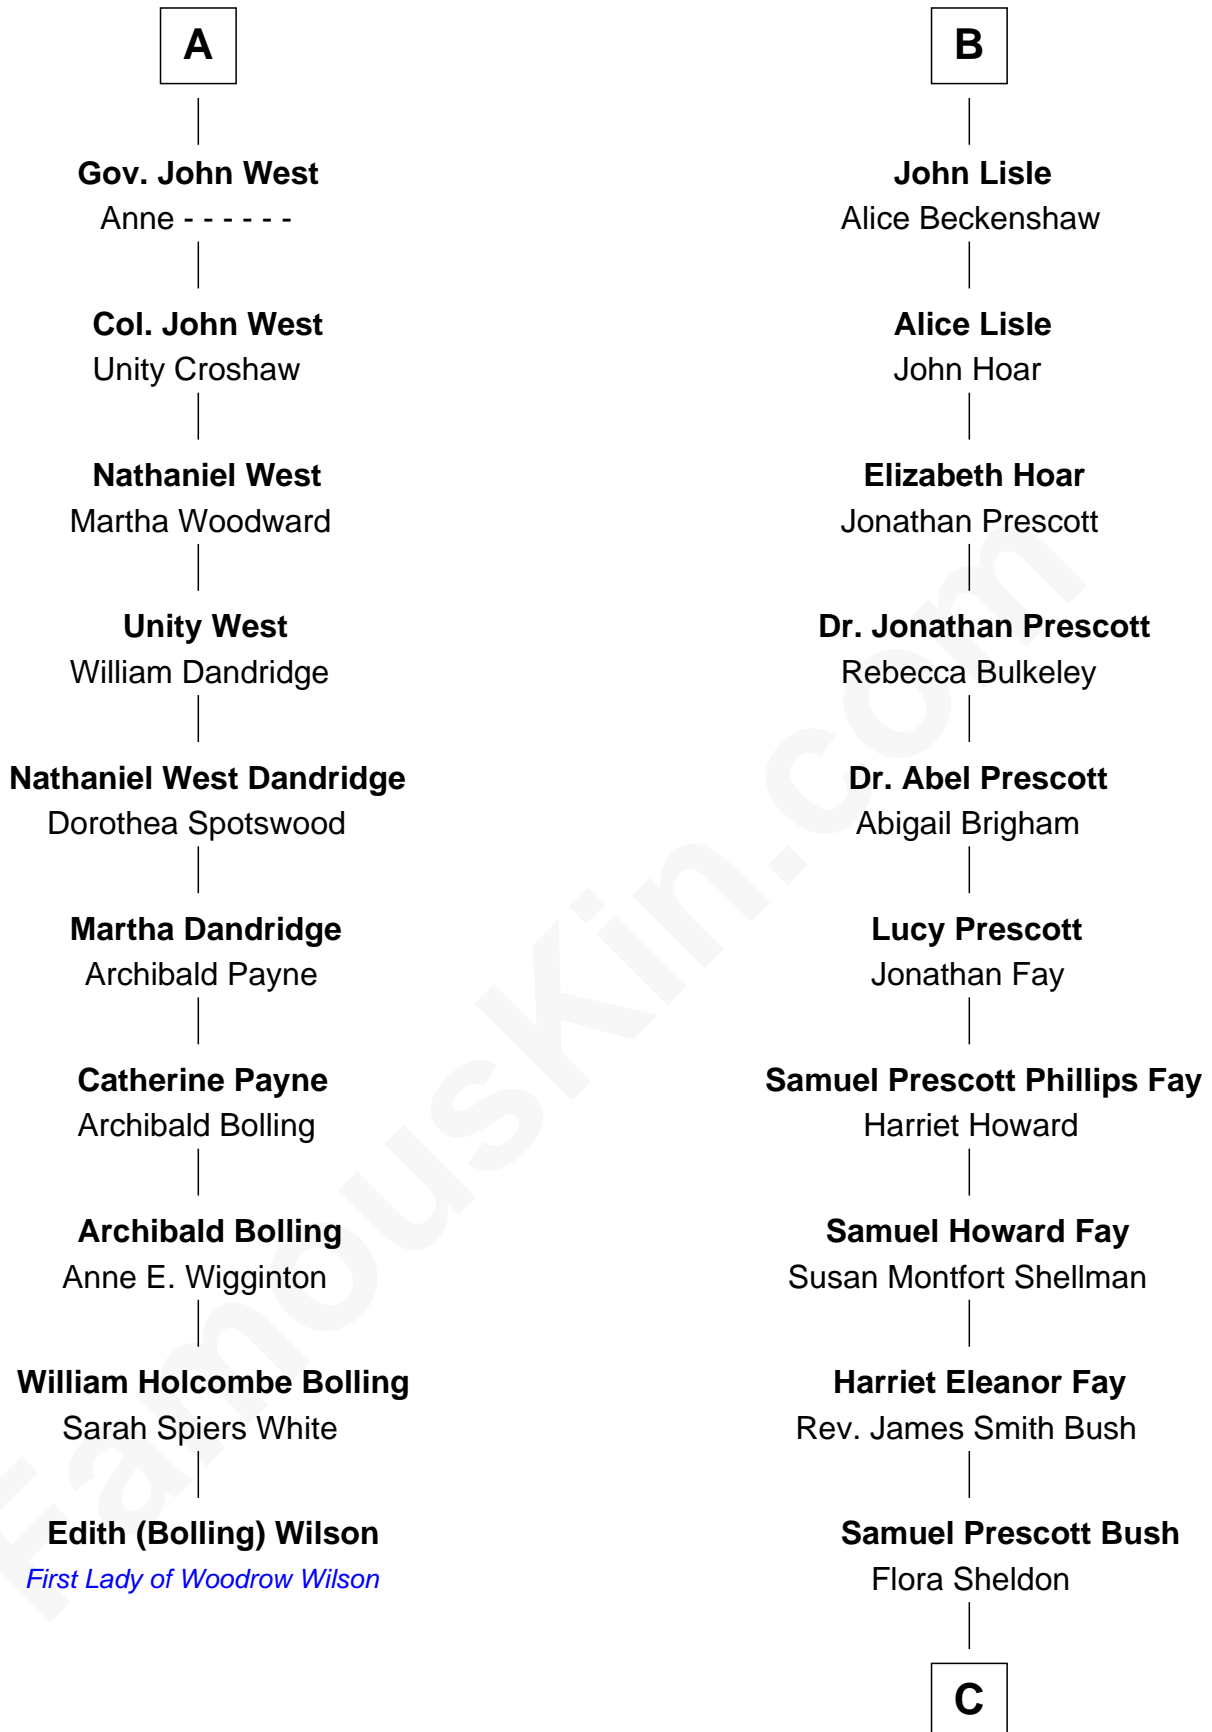 A
Gov. John West
Anne - - - - - -
Col. John West
Unity Croshaw
Nathaniel West
Martha Woodward
Unity West
William Dandridge
Nathaniel West Dandridge
Dorothea Spotswood
Martha Dandridge
Archibald Payne
Catherine Payne
Archibald Bolling
Archibald Bolling
Anne E. Wigginton
William Holcombe Bolling
Sarah Spiers White
Edith (Bolling) Wilson
First Lady of Woodrow Wilson
B
John Lisle
Alice Beckenshaw
Alice Lisle
John Hoar
Elizabeth Hoar
Jonathan Prescott
Dr. Jonathan Prescott
Rebecca Bulkeley
Dr. Abel Prescott
Abigail Brigham
Lucy Prescott
Jonathan Fay
Samuel Prescott Phillips Fay
Harriet Howard
Samuel Howard Fay
Susan Montfort Shellman
Harriet Eleanor Fay
Rev. James Smith Bush
Samuel Prescott Bush
Flora Sheldon
C
FamousKin.com